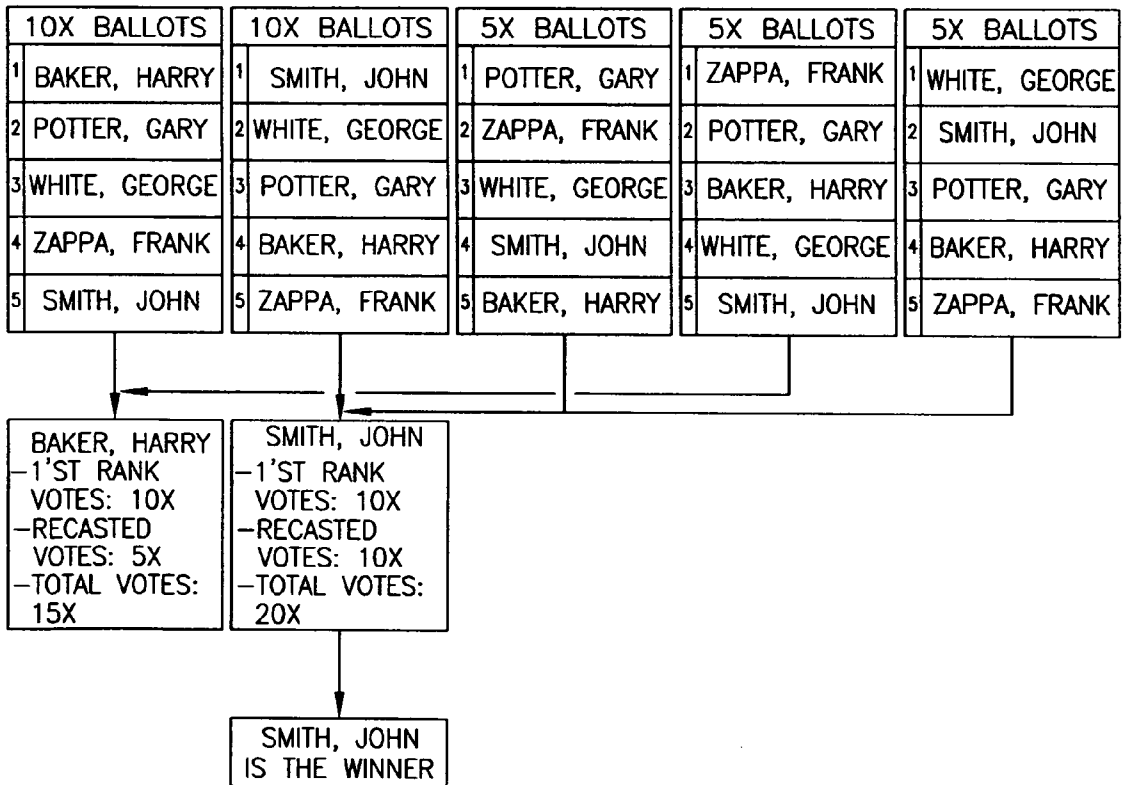 10X BALLOTS
1 BAKER, HARRY
2 POTTER, GARY
3 WHITE, GEORGE
4 ZAPPA, FRANK
5 SMITH, JOHN
10X BALLOTS
1 SMITH, JOHN
2 WHITE, GEORGE
3 POTTER, GARY
4 BAKER, HARRY
5 ZAPPA, FRANK
5X BALLOTS
1 POTTER, GARY
2 ZAPPA, FRANK
3 WHITE, GEORGE
4 SMITH, JOHN
5 BAKER, HARRY
5X BALLOTS
1 ZAPPA, FRANK
2 POTTER, GARY
3 BAKER, HARRY
4 WHITE, GEORGE
5 SMITH, JOHN
5X BALLOTS
1 WHITE, GEORGE
2 SMITH, JOHN
3 POTTER, GARY
4 BAKER, HARRY
5 ZAPPA, FRANK
BAKER, HARRY
–1'ST RANK
VOTES: 10X
–RECASTED
VOTES: 5X
–TOTAL VOTES:
15X
SMITH, JOHN
–1'ST RANK
VOTES: 10X
–RECASTED
VOTES: 10X
–TOTAL VOTES:
20X
SMITH, JOHN
IS THE WINNER